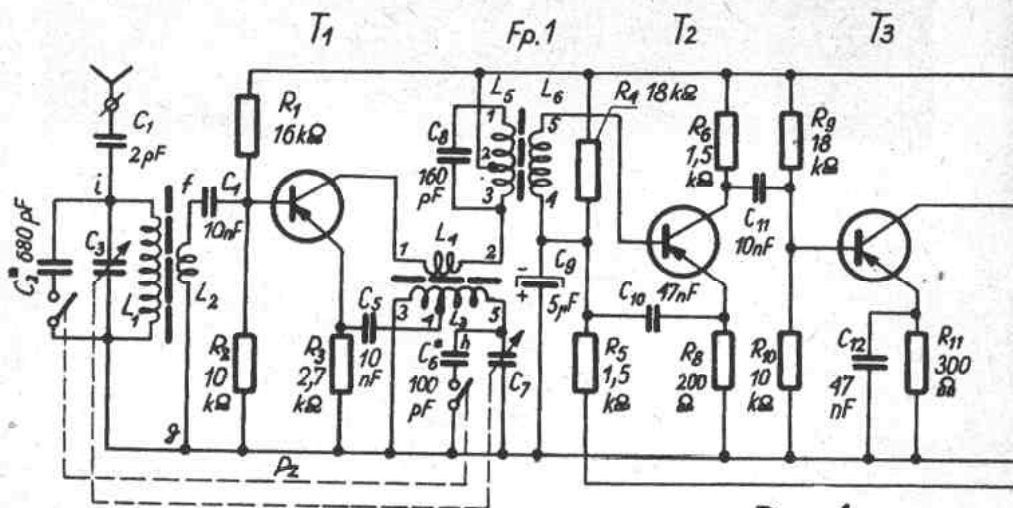 T1 Fp.1 T2 T3
C1
2pF
R1
16kΩ
L5 L6
R4 18kΩ
1
2
3
5
4
C8
160
pF
R6
1,5
kΩ
R9
18
kΩ
i
f
C1
10nF
C2* 680pF
C3
L1
L2
1 L4 2
3 4 L3 5
C9
-
+
5μF
C10
47nF
C11
10nF
R2
10
kΩ
R3
2,7
kΩ
C5
10
nF
C6*
100
pF
h
C7
R5
1,5
kΩ
R8
200
Ω
R10
10
kΩ
C12
47
nF
R11
300
Ω
g
Pz